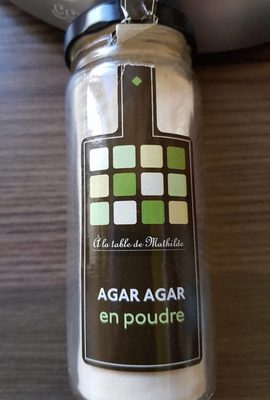 À la table de Mathilde
AGAR AGAR
en poudre